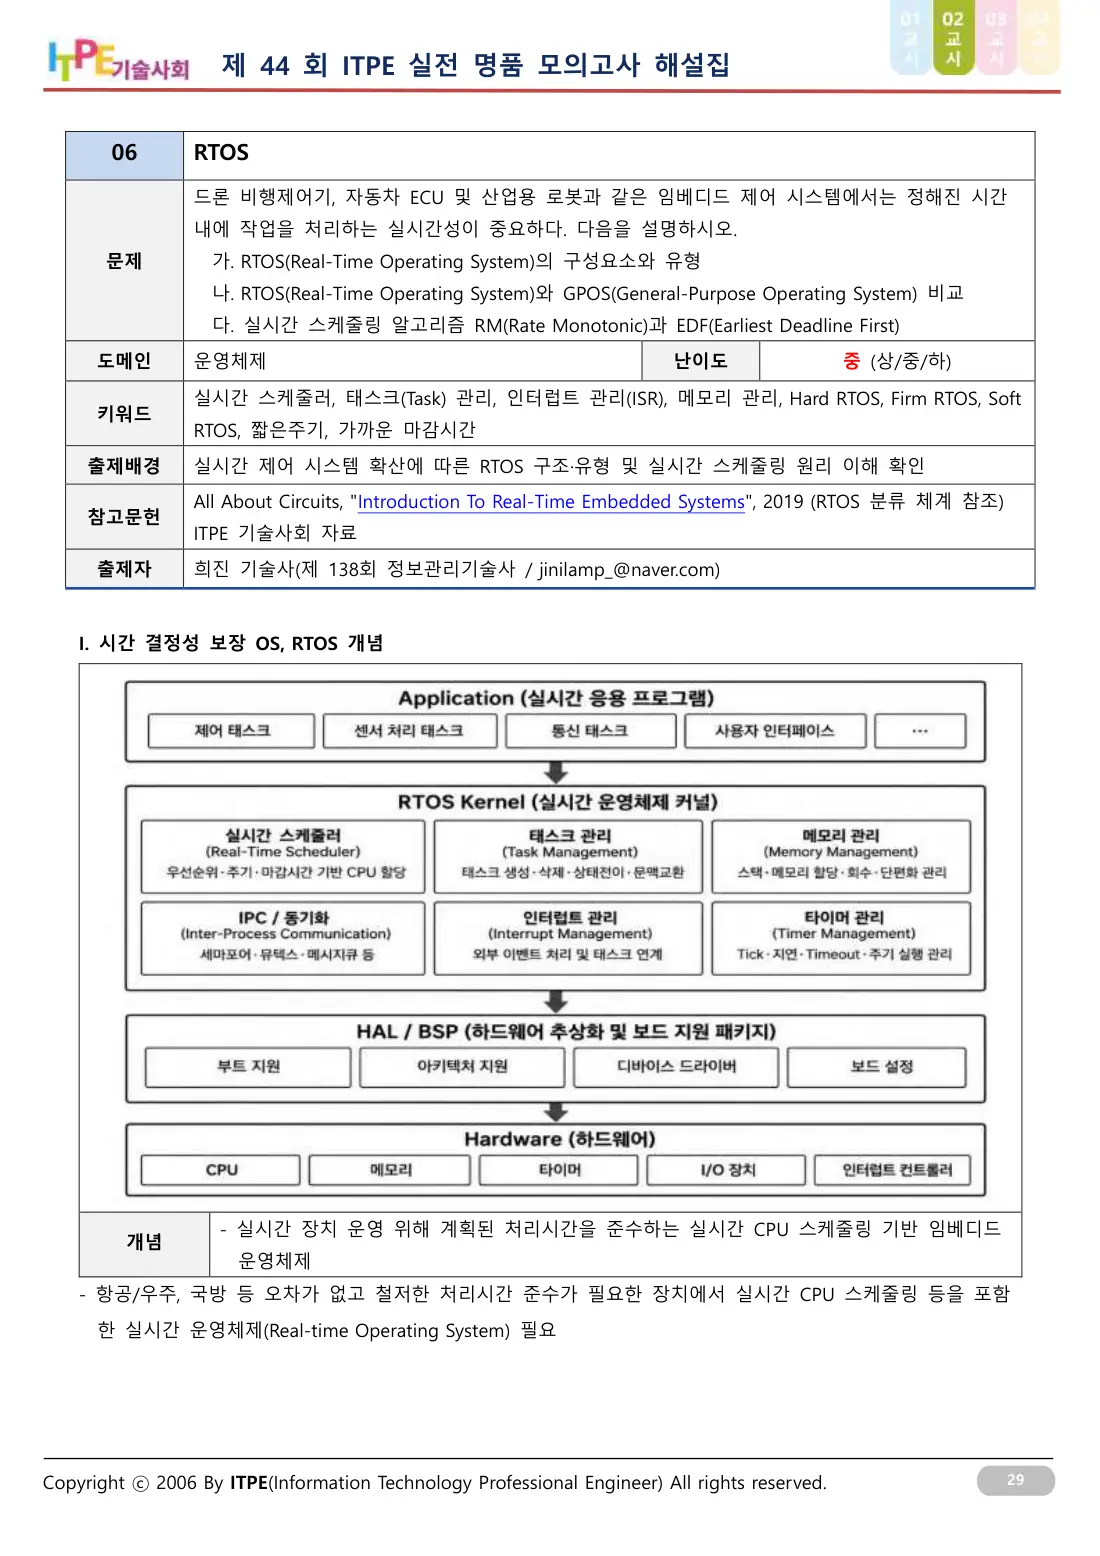 ITPE기술사회 제 44 회 ITPE 실전 명품 모의고사 해설집
01 교시
02 교시
03 교시
04 교시
06 RTOS
문제
드론 비행제어기, 자동차 ECU 및 산업용 로봇과 같은 임베디드 제어 시스템에서는 정해진 시간
내에 작업을 처리하는 실시간성이 중요하다. 다음을 설명하시오.
가. RTOS(Real-Time Operating System)의 구성요소와 유형
나. RTOS(Real-Time Operating System)와 GPOS(General-Purpose Operating System) 비교
다. 실시간 스케줄링 알고리즘 RM(Rate Monotonic)과 EDF(Earliest Deadline First)
도메인 운영체제 난이도 중 (상/중/하)
키워드
실시간 스케줄러, 태스크(Task) 관리, 인터럽트 관리(ISR), 메모리 관리, Hard RTOS, Firm RTOS, Soft
RTOS, 짧은주기, 가까운 마감시간
출제배경 실시간 제어 시스템 확산에 따른 RTOS 구조·유형 및 실시간 스케줄링 원리 이해 확인
참고문헌
All About Circuits, "Introduction To Real-Time Embedded Systems", 2019 (RTOS 분류 체계 참조)
ITPE 기술사회 자료
출제자 희진 기술사(제 138회 정보관리기술사 / jinilamp_@naver.com)
I. 시간 결정성 보장 OS, RTOS 개념
Application (실시간 응용 프로그램)
제어 태스크 센서 처리 태스크 통신 태스크 사용자 인터페이스 ...
RTOS Kernel (실시간 운영체제 커널)
실시간 스케줄러 태스크 관리 메모리 관리
(Real-Time Scheduler) (Task Management) (Memory Management)
우선순위·주기·마감시간 기반 CPU 할당 태스크 생성·삭제·상태전이·문맥교환 스택·메모리 할당·회수·단편화 관리
IPC / 동기화 인터럽트 관리 타이머 관리
(Inter-Process Communication) (Interrupt Management) (Timer Management)
세마포어·뮤텍스·메시지큐 등 외부 이벤트 처리 및 태스크 연계 Tick·지연·Timeout·주기 실행 관리
HAL / BSP (하드웨어 추상화 및 보드 지원 패키지)
부트 지원 아키텍처 지원 디바이스 드라이버 보드 설정
Hardware (하드웨어)
CPU 메모리 타이머 I/O 장치 인터럽트 컨트롤러
개념
- 실시간 장치 운영 위해 계획된 처리시간을 준수하는 실시간 CPU 스케줄링 기반 임베디드
운영체제
- 항공/우주, 국방 등 오차가 없고 철저한 처리시간 준수가 필요한 장치에서 실시간 CPU 스케줄링 등을 포함
한 실시간 운영체제(Real-time Operating System) 필요
Copyright ⓒ 2006 By ITPE(Information Technology Professional Engineer) All rights reserved. 29